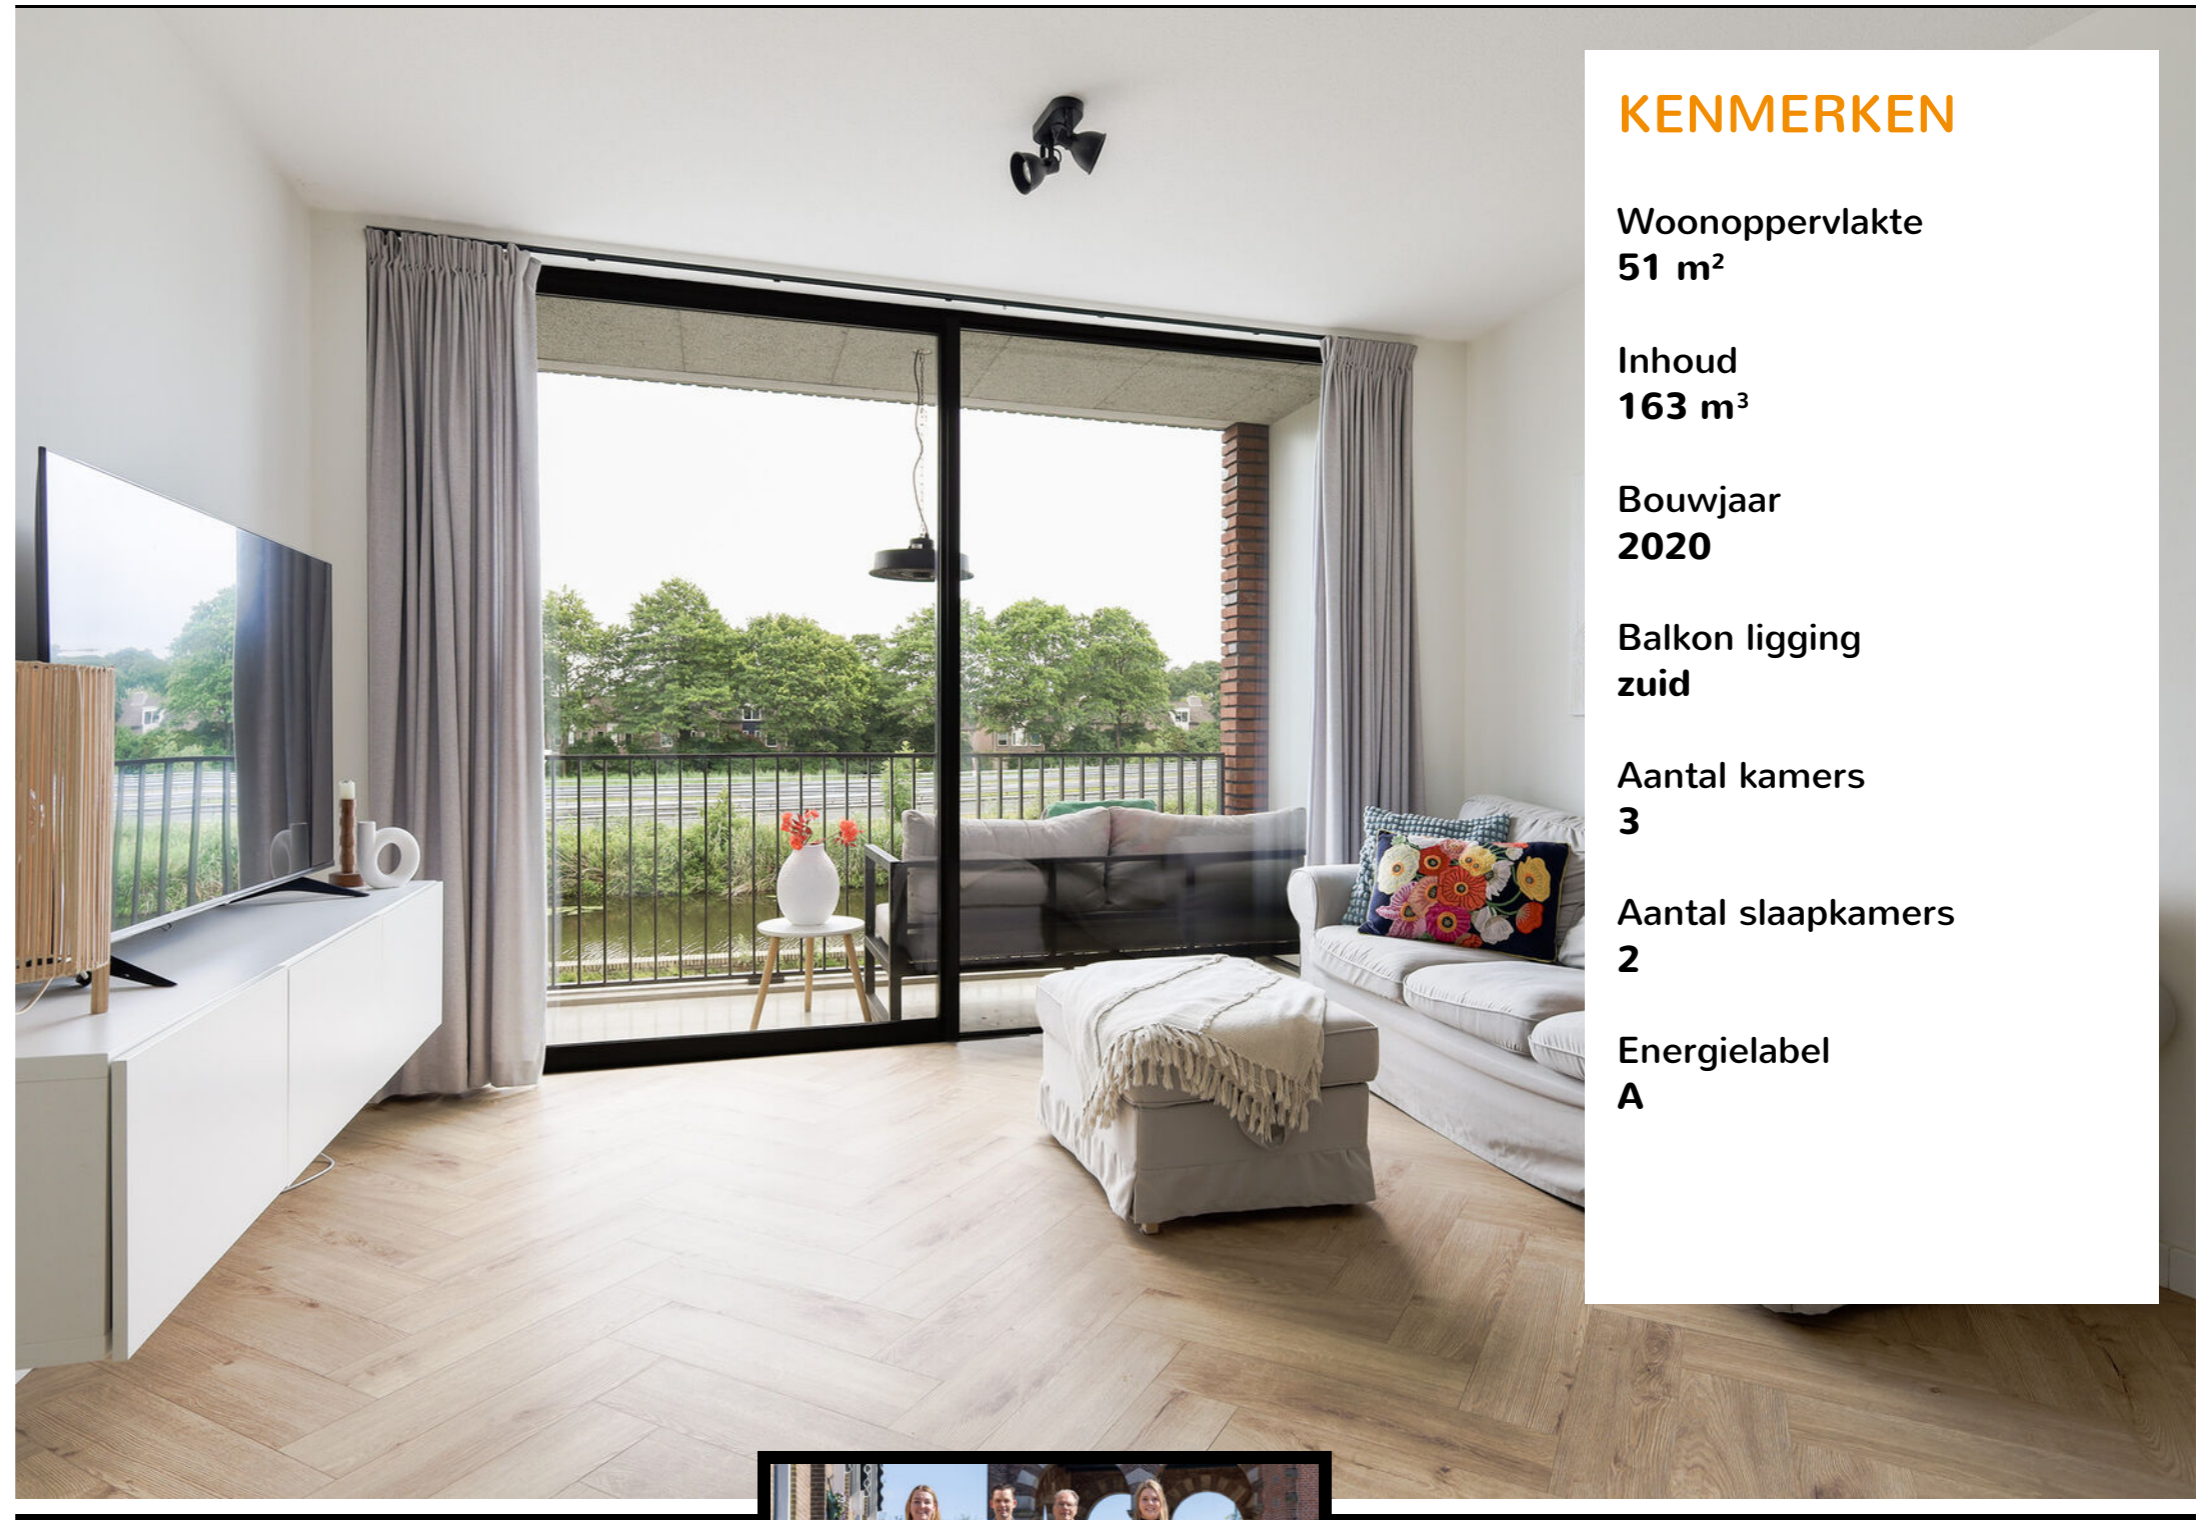 KENMERKEN
Woonoppervlakte
51 m²
Inhoud
163 m³
Bouwjaar
2020
Balkon ligging
zuid
Aantal kamers
3
Aantal slaapkamers
2
Energielabel
A